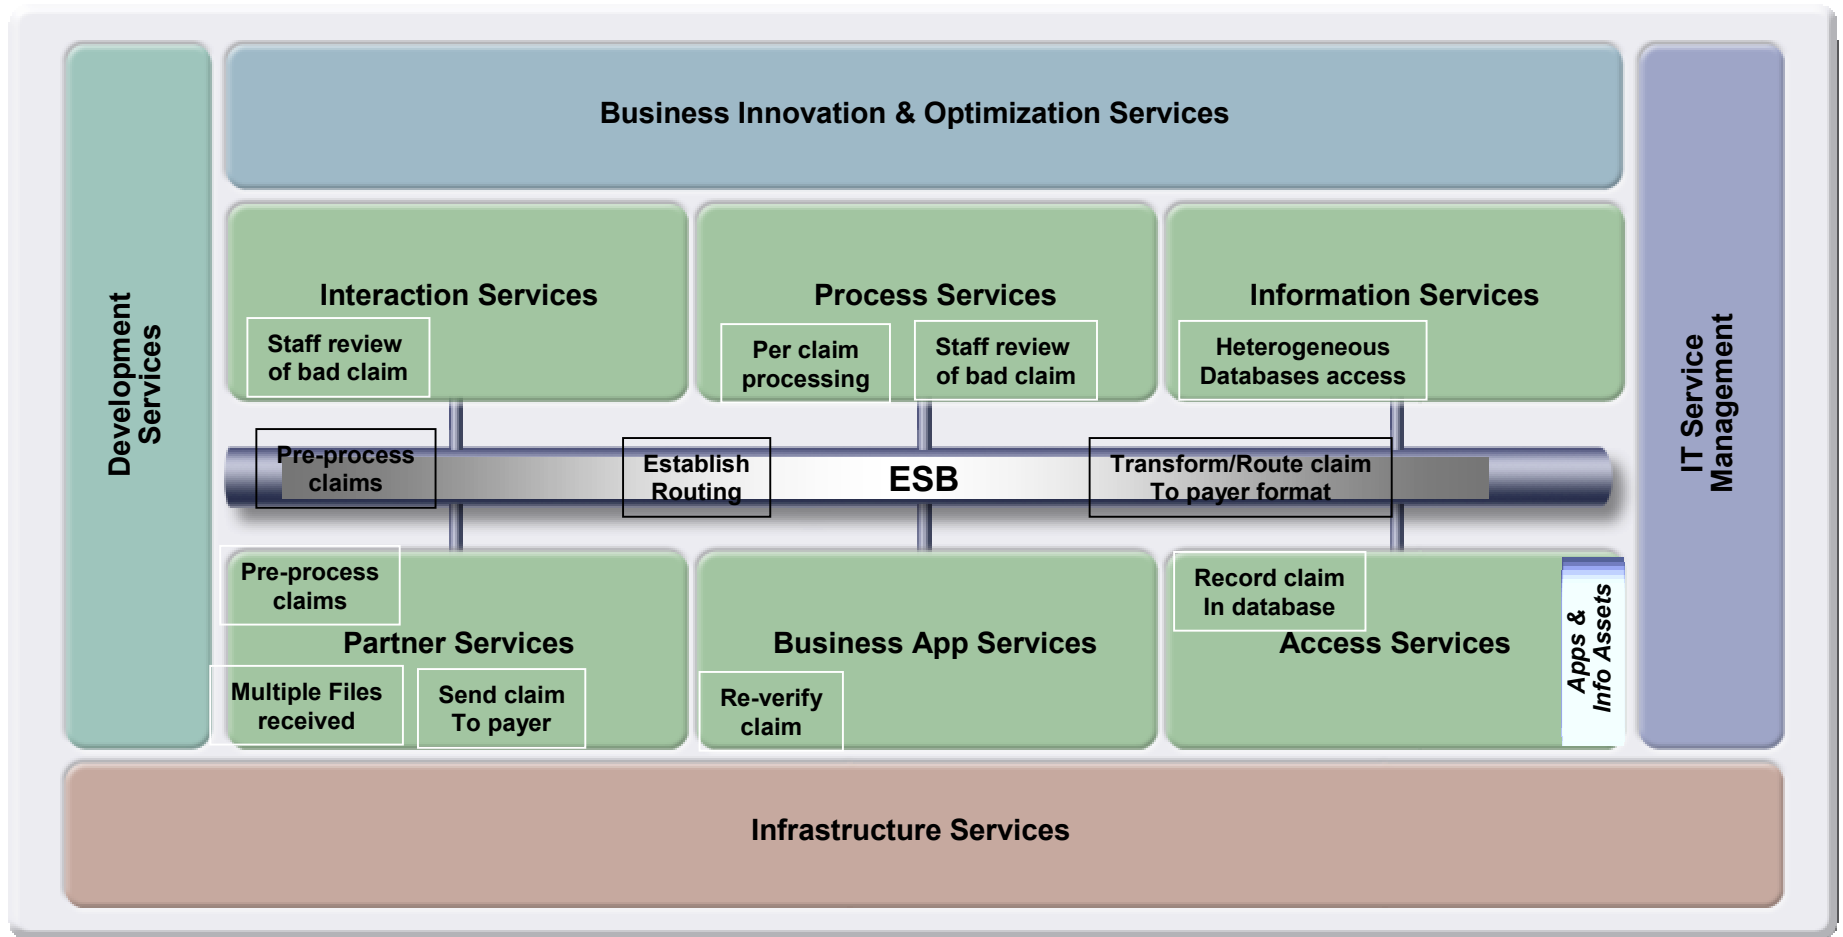 Business Innovation & Optimization Services
Development
Services
Interaction Services
Staff review
of bad claim
Process Services
Per claim
processing
Staff review
of bad claim
Information Services
Heterogeneous
Databases access
IT Service
Management
Pre-process
claims
Establish
Routing
ESB
Transform/Route claim
To payer format
Pre-process
claims
Partner Services
Multiple Files
received
Send claim
To payer
Business App Services
Re-verify
claim
Record claim
In database
Access Services
Apps &
Info Assets
Infrastructure Services